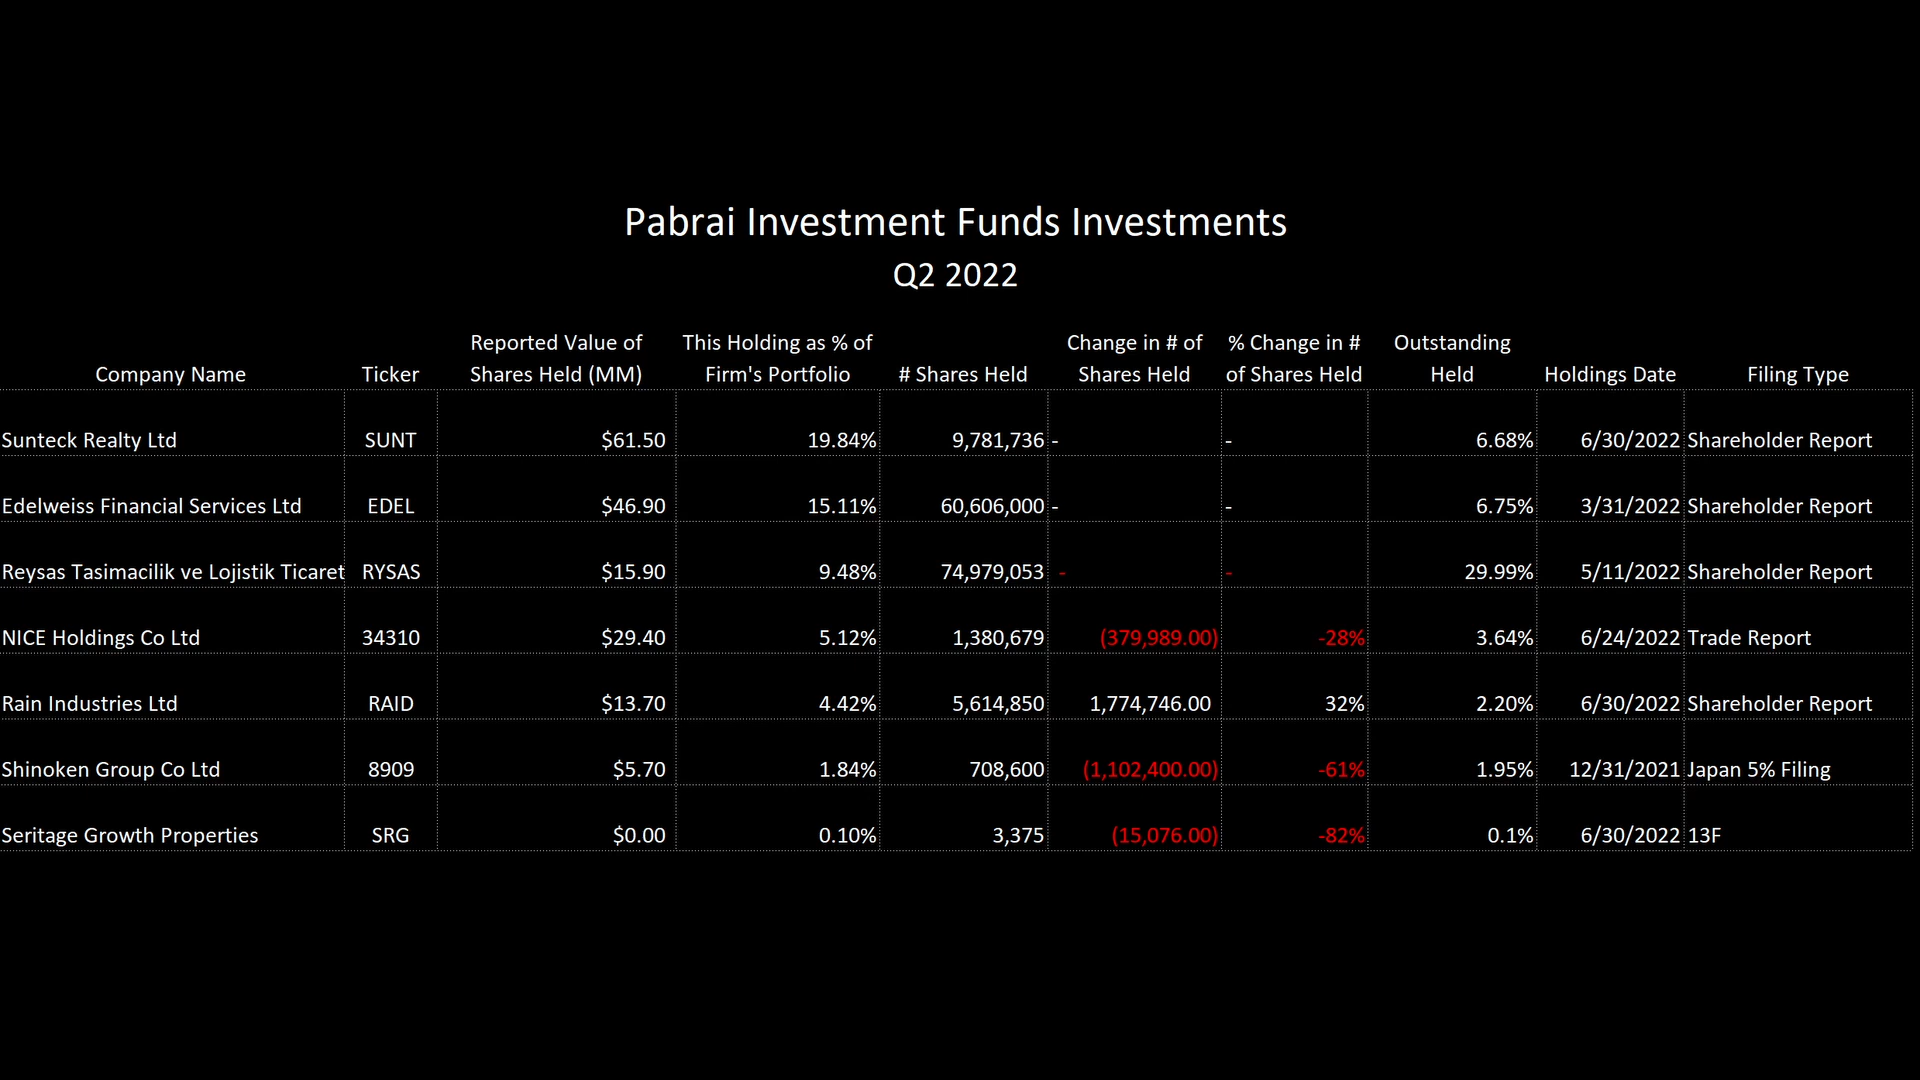 Pabrai Investment Funds Investments
Q2 2022
Company Name Ticker Reported Value of Shares Held (MM) This Holding as % of Firm's Portfolio # Shares Held Change in # of Shares Held % Change in # of Shares Held Outstanding Held Holdings Date Filing Type
Sunteck Realty Ltd SUNT $61.50 19.84% 9,781,736 - - 6.68% 6/30/2022 Shareholder Report
Edelweiss Financial Services Ltd EDEL $46.90 15.11% 60,606,000 - - 6.75% 3/31/2022 Shareholder Report
Reysas Tasimacilik ve Lojistik Ticaret RYSAS $15.90 9.48% 74,979,053 - - 29.99% 5/11/2022 Shareholder Report
NICE Holdings Co Ltd 34310 $29.40 5.12% 1,380,679 (379,989.00) -28% 3.64% 6/24/2022 Trade Report
Rain Industries Ltd RAID $13.70 4.42% 5,614,850 1,774,746.00 32% 2.20% 6/30/2022 Shareholder Report
Shinoken Group Co Ltd 8909 $5.70 1.84% 708,600 (1,102,400.00) -61% 1.95% 12/31/2021 Japan 5% Filing
Seritage Growth Properties SRG $0.00 0.10% 3,375 (15,076.00) -82% 0.1% 6/30/2022 13F